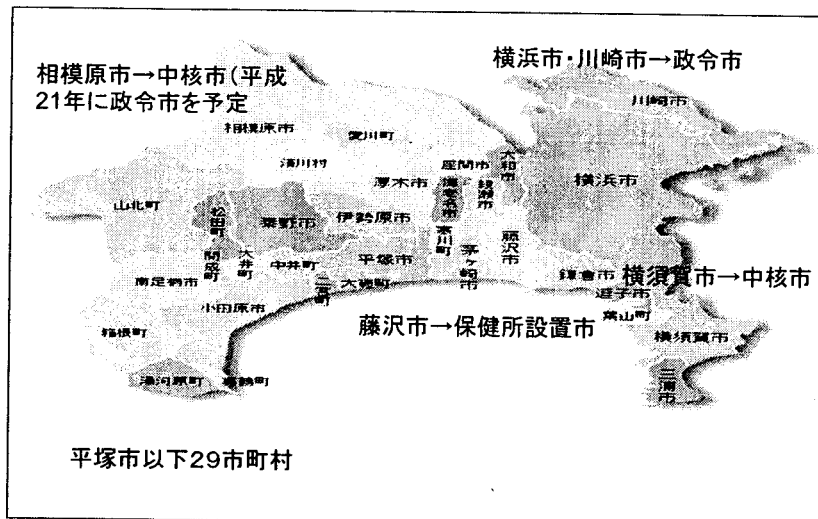 横浜市・川崎市→政令市
相模原市→中核市(平成
21年に政令市を予定
川崎市
相模原市
愛川町
清川村
座間市
大和市
横浜市
厚木市
海老名市
綾瀬市
山北町
松田町
秦野市
伊勢原市
寒川町
藤沢市
開成町
大井町
中井町
平塚市
茅ヶ崎市
鎌倉市
横須賀市→中核市
南足柄市
二宮町
大磯町
逗子市
小田原市
葉山町
箱根町
藤沢市→保健所設置市
横須賀市
湯河原町
真鶴町
三浦市
平塚市以下29市町村